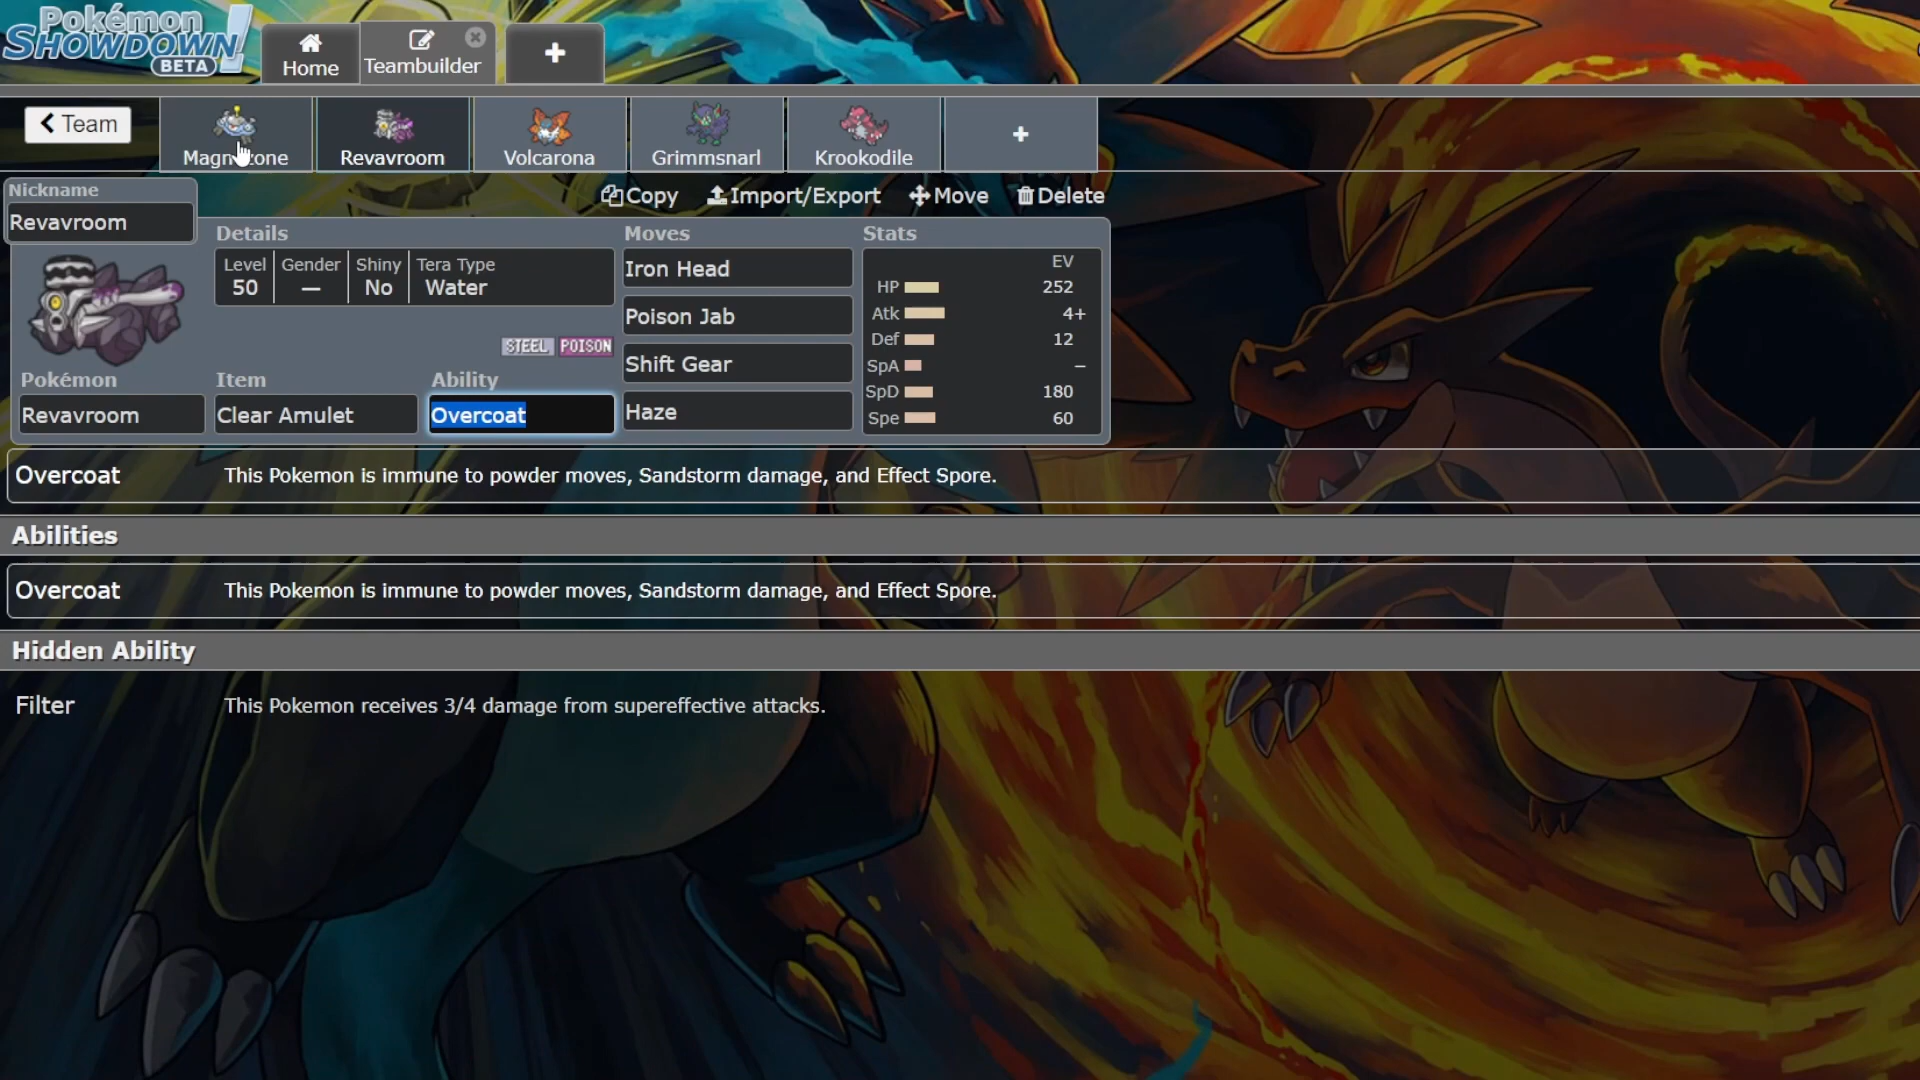 Pokémon
SHOWDOWN!
BETA
Home
Teambuilder
+
Team
Magnezone
Revavroom
Volcarona
Grimmsnarl
Krookodile
+
Copy
Import/Export
Move
Delete
Nickname
Revavroom
Details
Level
50
Gender
—
Shiny
No
Tera Type
Water
STEEL POISON
Pokémon
Revavroom
Item
Clear Amulet
Ability
Overcoat
Moves
Iron Head
Poison Jab
Shift Gear
Haze
Stats
EV
HP 252
Atk 4+
Def 12
SpA –
SpD 180
Spe 60
Overcoat This Pokemon is immune to powder moves, Sandstorm damage, and Effect Spore.
Abilities
Overcoat This Pokemon is immune to powder moves, Sandstorm damage, and Effect Spore.
Hidden Ability
Filter This Pokemon receives 3/4 damage from supereffective attacks.